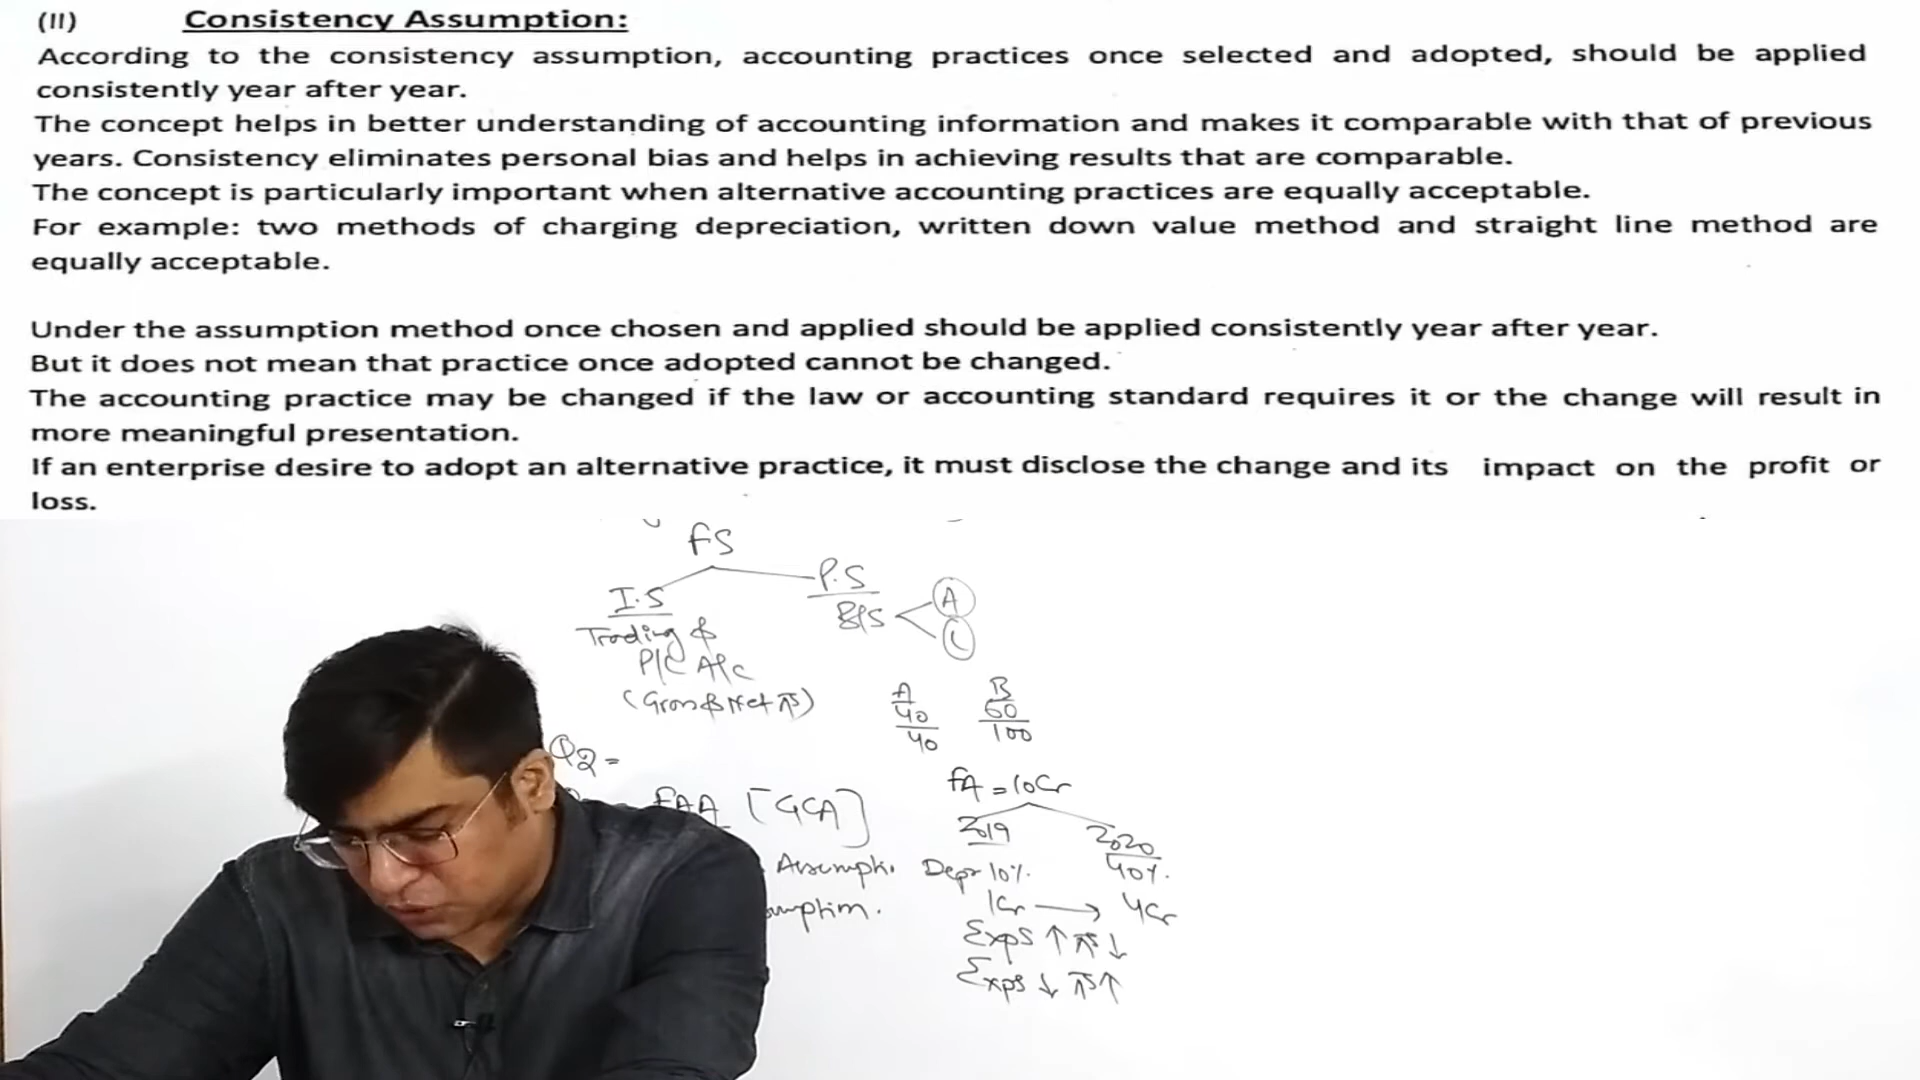 (II) Consistency Assumption:
According to the consistency assumption, accounting practices once selected and adopted, should be applied
consistently year after year.
The concept helps in better understanding of accounting information and makes it comparable with that of previous
years. Consistency eliminates personal bias and helps in achieving results that are comparable.
The concept is particularly important when alternative accounting practices are equally acceptable.
For example: two methods of charging depreciation, written down value method and straight line method are
equally acceptable.
Under the assumption method once chosen and applied should be applied consistently year after year.
But it does not mean that practice once adopted cannot be changed.
The accounting practice may be changed if the law or accounting standard requires it or the change will result in
more meaningful presentation.
If an enterprise desire to adopt an alternative practice, it must disclose the change and its impact on the profit or
loss.
FS
I.S P.S
B/S A
L
Trading &
A/c
A B
40 60
40 100
Q2 =
FAA [GCA]
FA = 10Cr
2019 2020
Depr 10% 40%.
1Cr → 4Cr
Exps ↑ πs ↓
Exps ↓ πs ↑